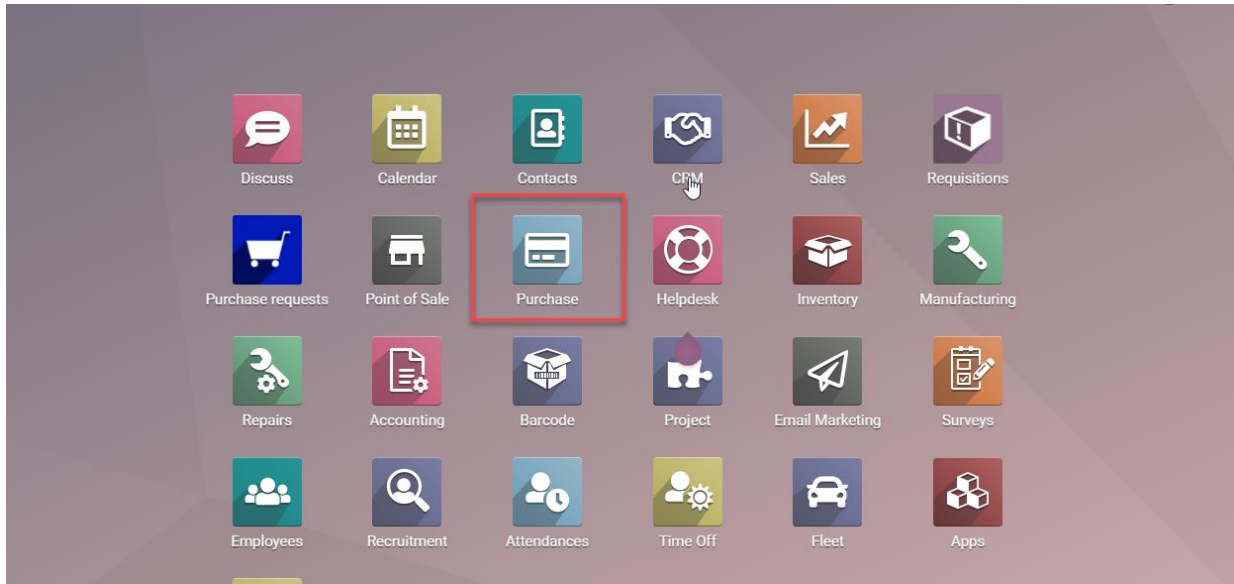 Discuss
Calendar
Contacts
CRM
Sales
Requisitions
Purchase requests
Point of Sale
Purchase
Helpdesk
Inventory
Manufacturing
Repairs
Accounting
Barcode
Project
Email Marketing
Surveys
Employees
Recruitment
Attendances
Time Off
Fleet
Apps